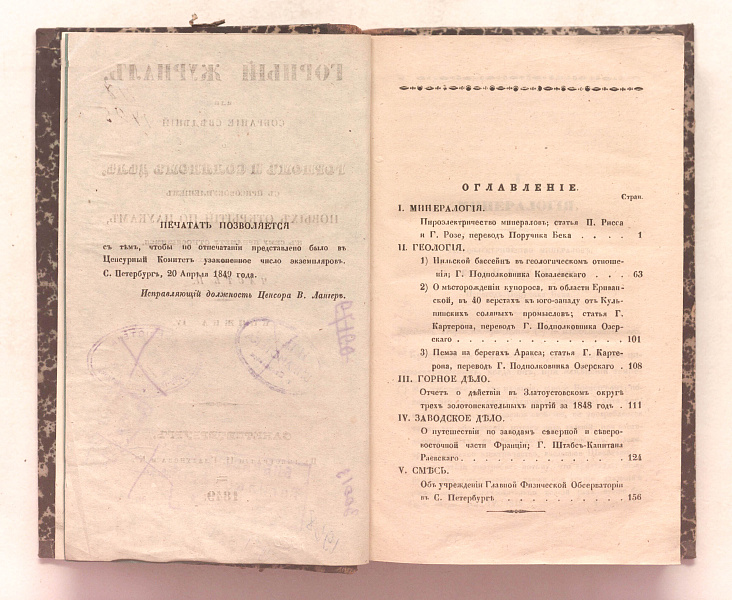 ПЕЧАТАТЬ ПОЗВОЛЯЕТСЯ
съ тѣмъ, чтобы по отпечатаніи представлено было въ
Ценсурный Комитетъ узаконенное число экземпляровъ.
С. Петербургъ, 20 Апрѣля 1849 года.
Исправляющій должность Ценсора В. Лангеръ.
ОГЛАВЛЕНІЕ.
Стран.
I. МИНЕРАЛОГІЯ.
Пироэлектричество минераловъ; статья П. Рисса
и Г. Розе, переводъ Поручика Бека . . . . . 1
II. ГЕОЛОГІЯ.
1) Нильской бассейнъ въ геологическомъ отноше-
ніи; Г. Подполковника Ковалевскаго . . . . 63
2) О мѣсторожденіи купороса, въ области Ериван-
ской, въ 40 верстахъ къ юго-западу отъ Куль-
пинскихъ соляныхъ промысловъ; статья Г.
Картерона, переводъ Г. Подполковника Озер-
скаго . . . . . . . . . . . . . . 101
3) Пемза на берегахъ Аракса; статья Г. Карте-
рона, переводъ Г. Подполковника Озерскаго . 108
III. ГОРНОЕ ДѢЛО.
Отчетъ о дѣйствіи въ Златоустовскомъ округѣ
трехъ золотоискательныхъ партій за 1848 годъ . 111
IV. ЗАВОДСКОЕ ДѢЛО.
О путешествіи по заводамъ сѣверной и сѣверо-
восточной части Франціи; Г. Штабсъ-Капитана
Раевскаго . . . . . . . . . . . . . 124
V. СМѢСЬ.
Объ учрежденіи Главной Физической Обсерваторіи
въ С. Петербургѣ . . . . . . . . . . 156